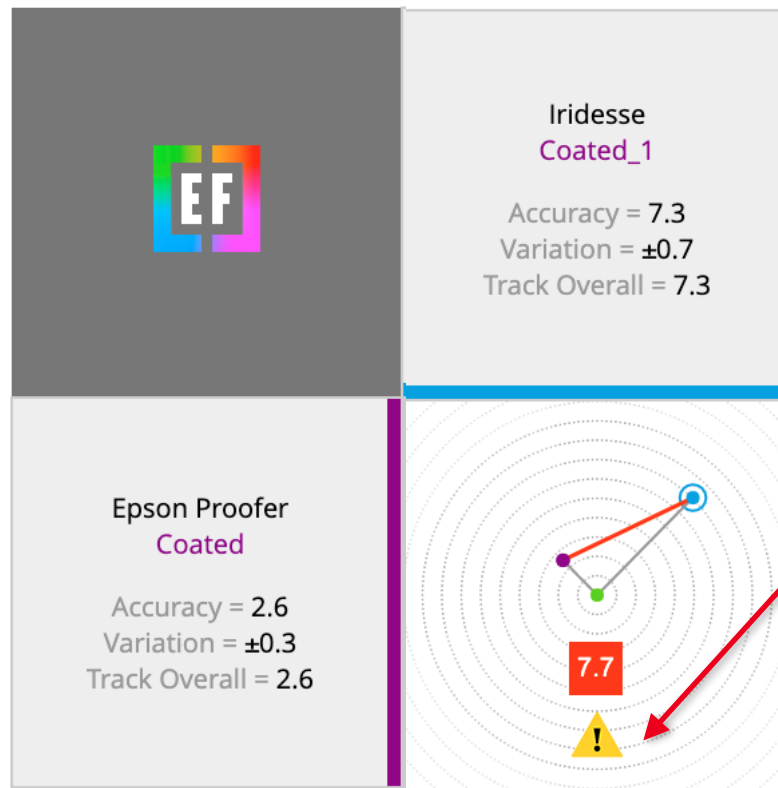 EF
Iridesse
Coated_1
Accuracy = 7.3
Variation = ±0.7
Track Overall = 7.3
Epson Proofer
Coated
Accuracy = 2.6
Variation = ±0.3
Track Overall = 2.6
7.7
!